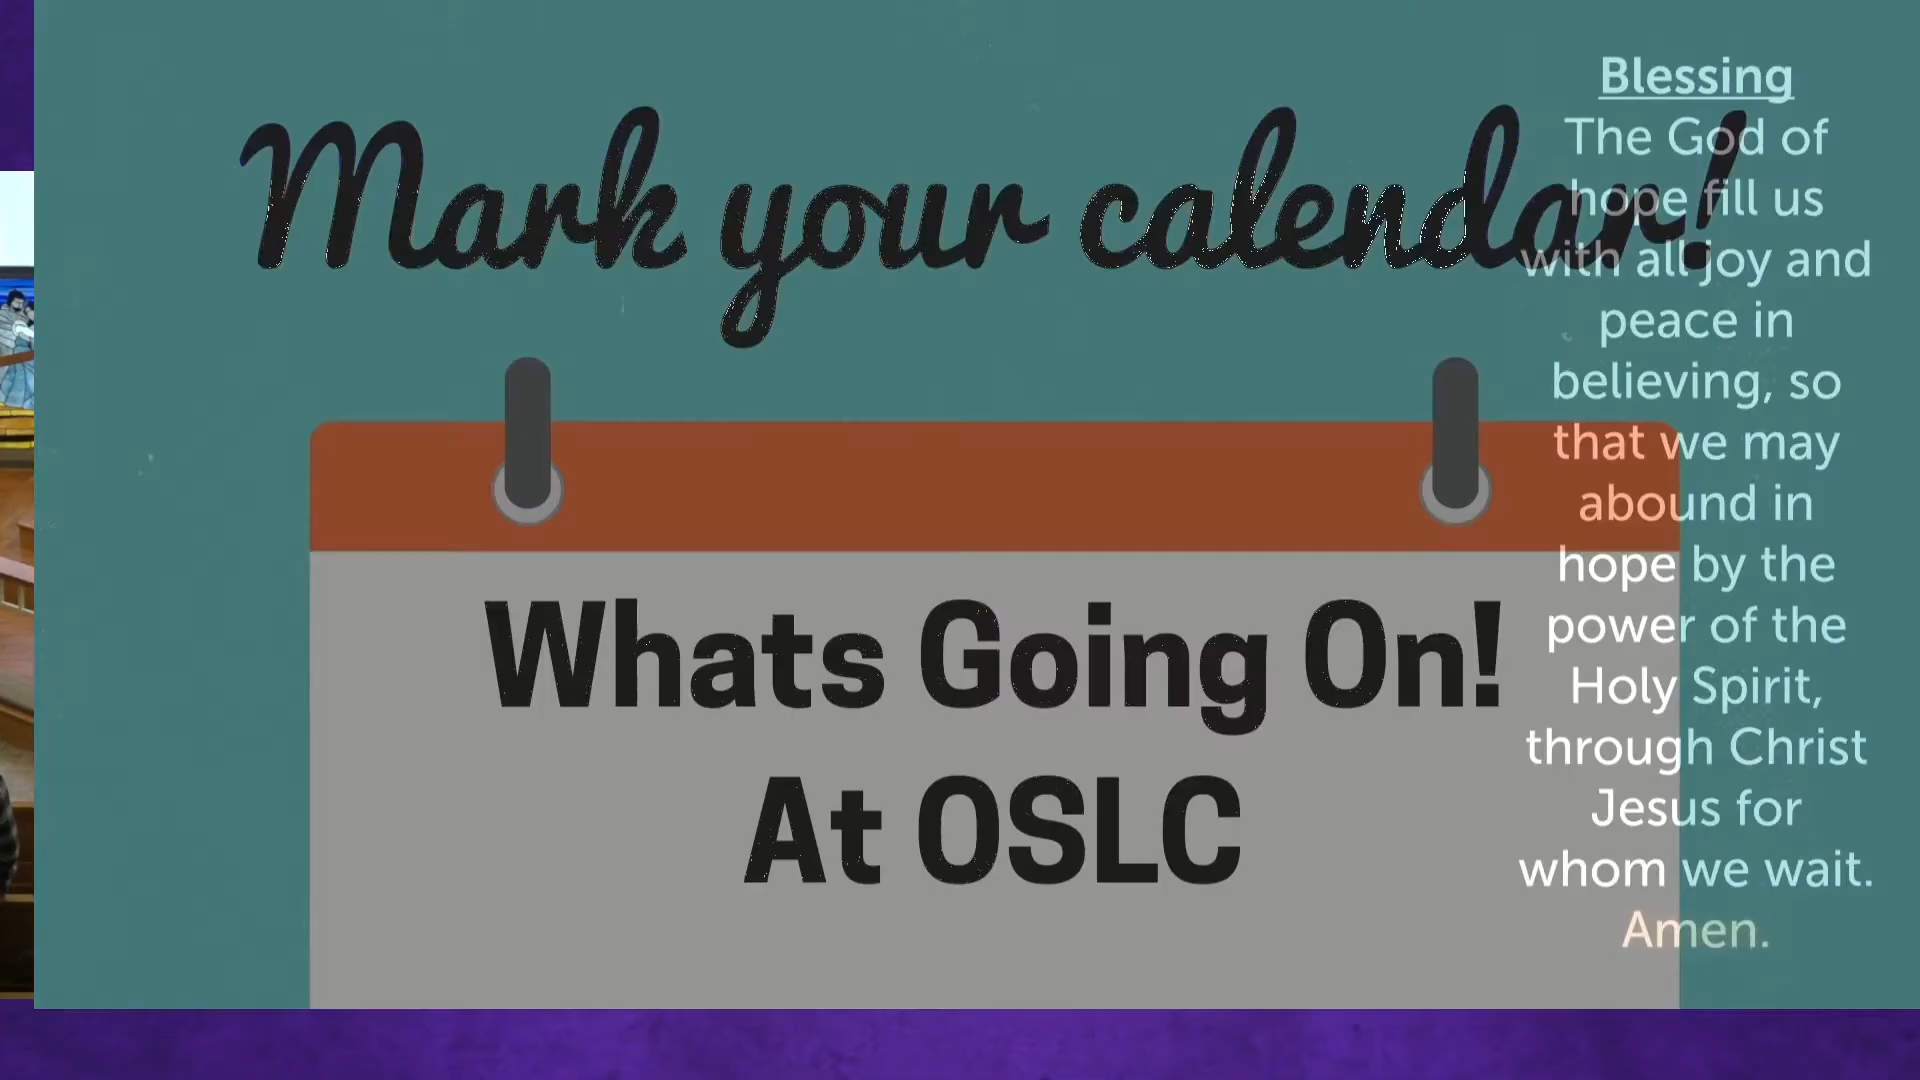 Mark your calendar!
Whats Going On!
At OSLC
Blessing
The God of
hope fill us
with all joy and
peace in
believing, so
that we may
abound in
hope by the
power of the
Holy Spirit,
through Christ
Jesus for
whom we wait.
Amen.